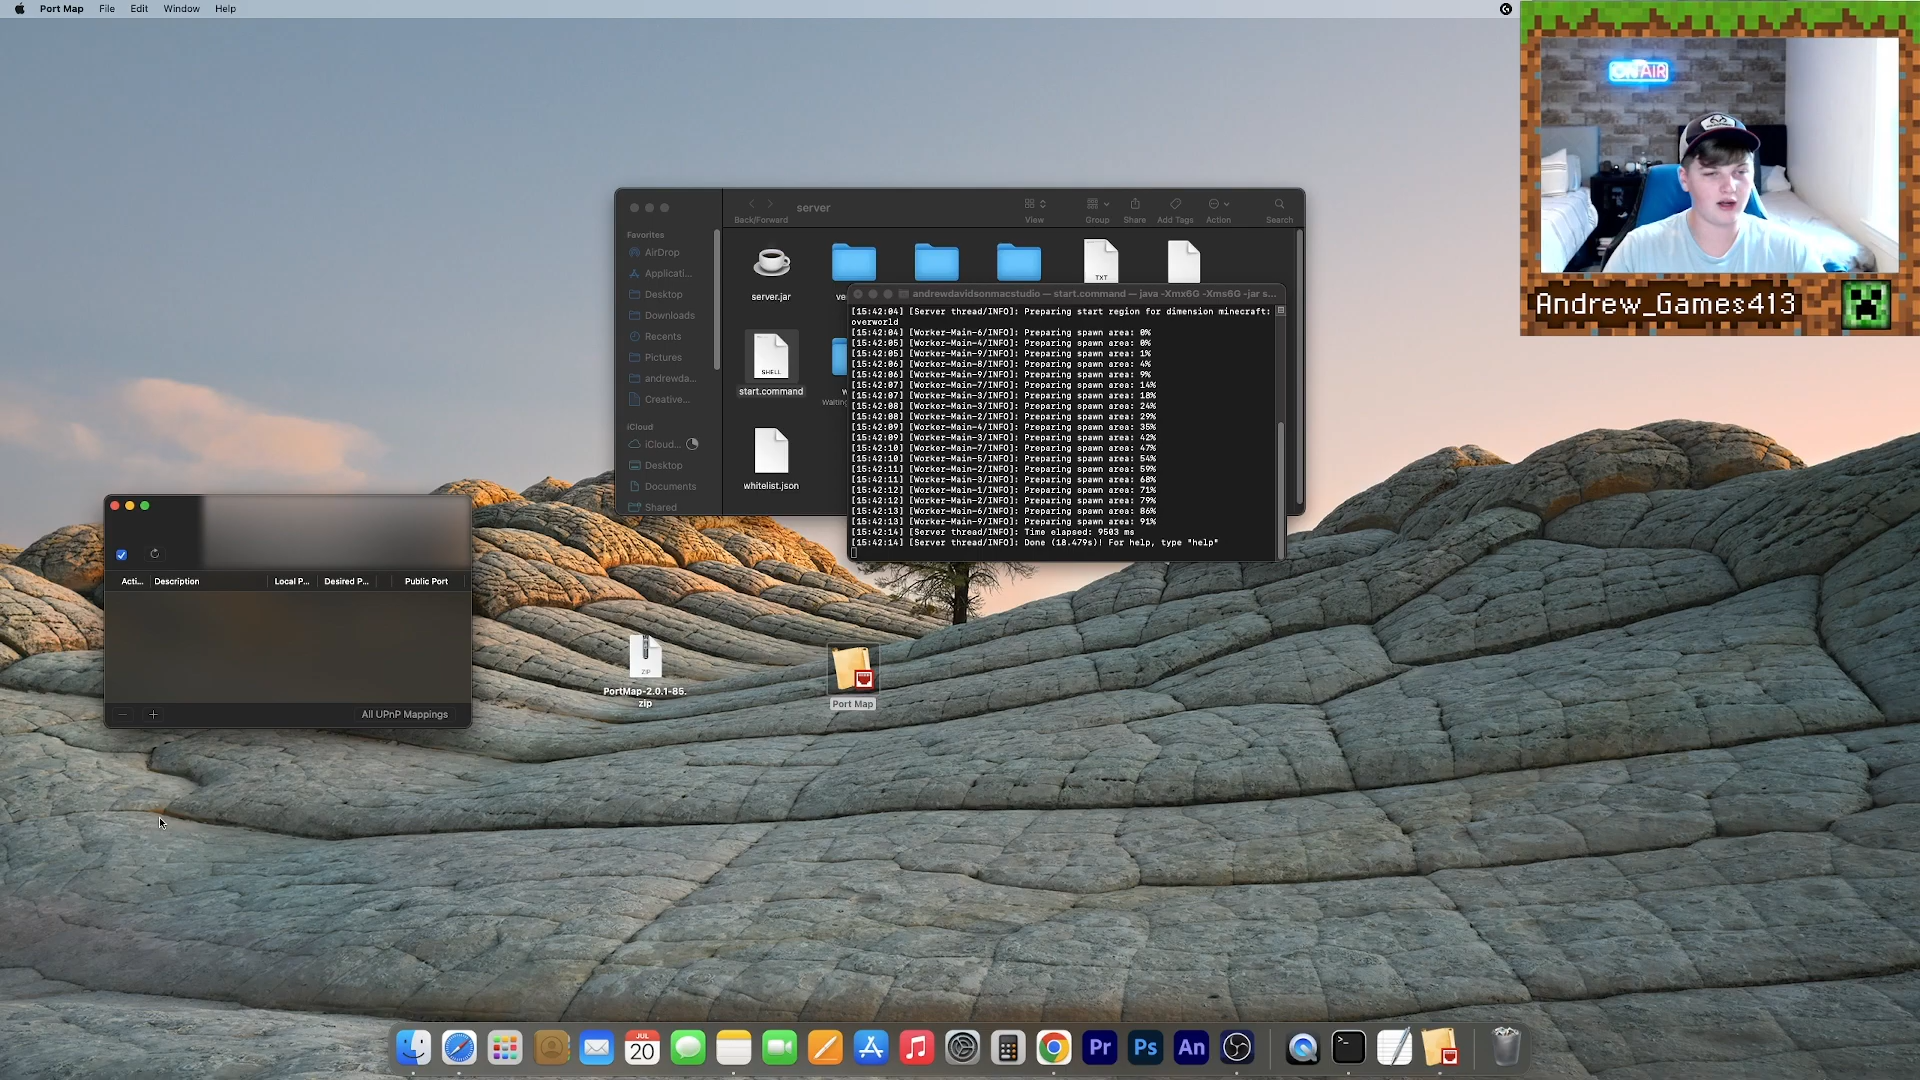 Port Map File Edit Window Help
ON AIR
Andrew_Games413
server
Back/Forward
View
Group
Share
Add Tags
Action
Search
Favorites
AirDrop
Applicati...
Desktop
Downloads
Recents
Pictures
andrewda...
Creative...
iCloud
iCloud...
Desktop
Documents
Shared
server.jar
TXT
SHELL
start.command
whitelist.json
andrewdavidsonmacstudio — start.command — java -Xmx6G -Xms6G -jar s...
[15:42:04] [Server thread/INFO]: Preparing start region for dimension minecraft:
overworld
[15:42:04] [Worker-Main-6/INFO]: Preparing spawn area: 0%
[15:42:05] [Worker-Main-4/INFO]: Preparing spawn area: 0%
[15:42:05] [Worker-Main-9/INFO]: Preparing spawn area: 1%
[15:42:06] [Worker-Main-8/INFO]: Preparing spawn area: 4%
[15:42:06] [Worker-Main-9/INFO]: Preparing spawn area: 9%
[15:42:07] [Worker-Main-7/INFO]: Preparing spawn area: 14%
[15:42:07] [Worker-Main-3/INFO]: Preparing spawn area: 18%
[15:42:08] [Worker-Main-3/INFO]: Preparing spawn area: 24%
[15:42:08] [Worker-Main-2/INFO]: Preparing spawn area: 29%
[15:42:09] [Worker-Main-4/INFO]: Preparing spawn area: 35%
[15:42:09] [Worker-Main-3/INFO]: Preparing spawn area: 42%
[15:42:10] [Worker-Main-7/INFO]: Preparing spawn area: 47%
[15:42:10] [Worker-Main-5/INFO]: Preparing spawn area: 54%
[15:42:11] [Worker-Main-2/INFO]: Preparing spawn area: 59%
[15:42:11] [Worker-Main-3/INFO]: Preparing spawn area: 68%
[15:42:12] [Worker-Main-1/INFO]: Preparing spawn area: 71%
[15:42:12] [Worker-Main-2/INFO]: Preparing spawn area: 79%
[15:42:13] [Worker-Main-6/INFO]: Preparing spawn area: 86%
[15:42:13] [Worker-Main-9/INFO]: Preparing spawn area: 91%
[15:42:14] [Server thread/INFO]: Time elapsed: 9503 ms
[15:42:14] [Server thread/INFO]: Done (18.479s)! For help, type "help"
Acti... Description Local P... Desired P... Public Port
All UPnP Mappings
ZIP
PortMap-2.0.1-85.
zip
Port Map
JUL
20
Pr
Ps
An